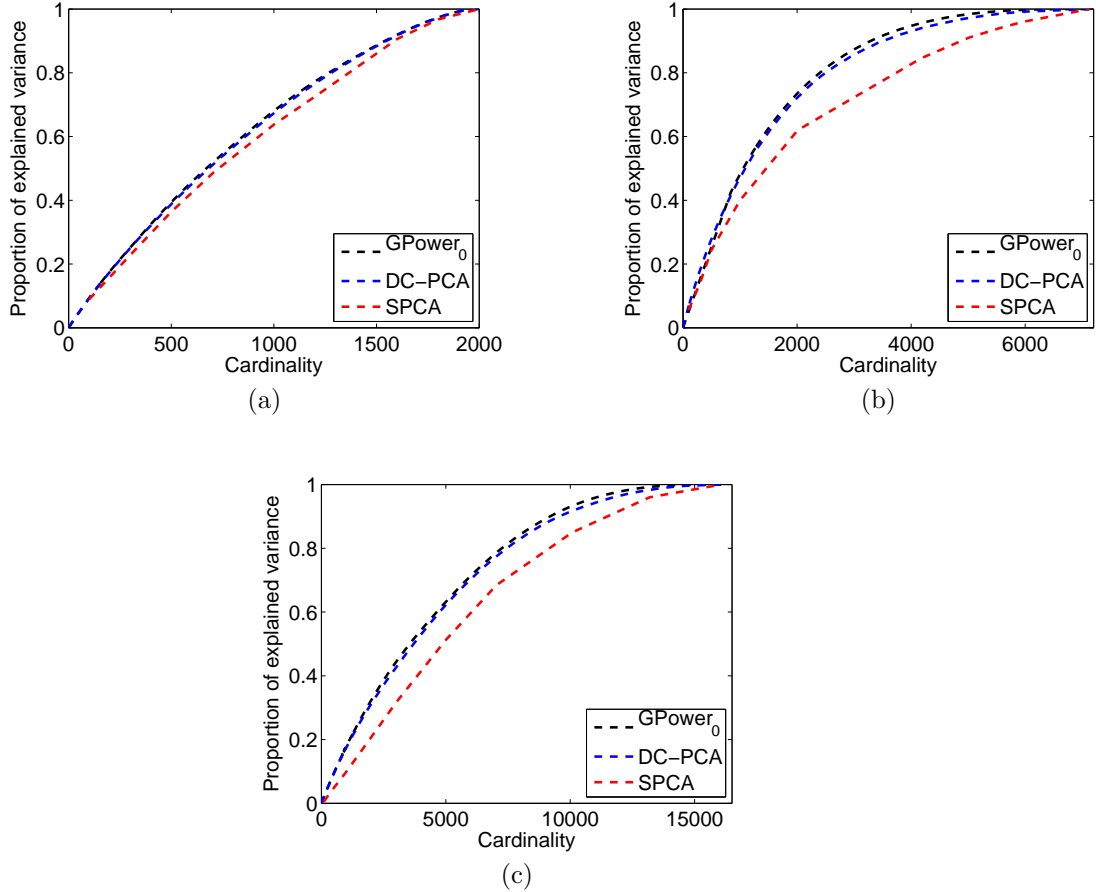 Proportion of explained variance
1
0.8
0.6
0.4
0.2
0
0 500 1000 1500 2000
Cardinality
GPower0
DC−PCA
SPCA
(a)
Proportion of explained variance
1
0.8
0.6
0.4
0.2
0
0 2000 4000 6000
Cardinality
GPower0
DC−PCA
SPCA
(b)
Proportion of explained variance
1
0.8
0.6
0.4
0.2
0
0 5000 10000 15000
Cardinality
GPower0
DC−PCA
SPCA
(c)